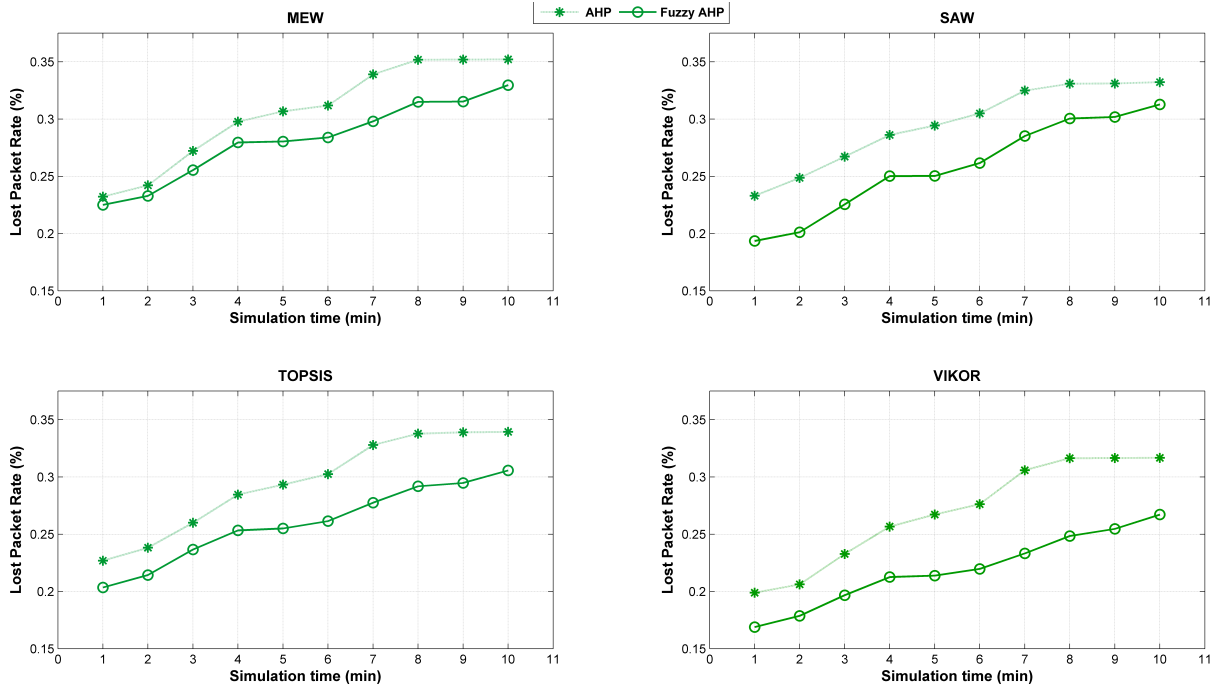 AHP Fuzzy AHP
MEW
Lost Packet Rate (%)
0.35
0.3
0.25
0.2
0.15
0 1 2 3 4 5 6 7 8 9 10 11
Simulation time (min)
SAW
Lost Packet Rate (%)
0.35
0.3
0.25
0.2
0.15
0 1 2 3 4 5 6 7 8 9 10 11
Simulation time (min)
TOPSIS
Lost Packet Rate (%)
0.35
0.3
0.25
0.2
0.15
0 1 2 3 4 5 6 7 8 9 10 11
Simulation time (min)
VIKOR
Lost Packet Rate (%)
0.35
0.3
0.25
0.2
0.15
0 1 2 3 4 5 6 7 8 9 10 11
Simulation time (min)